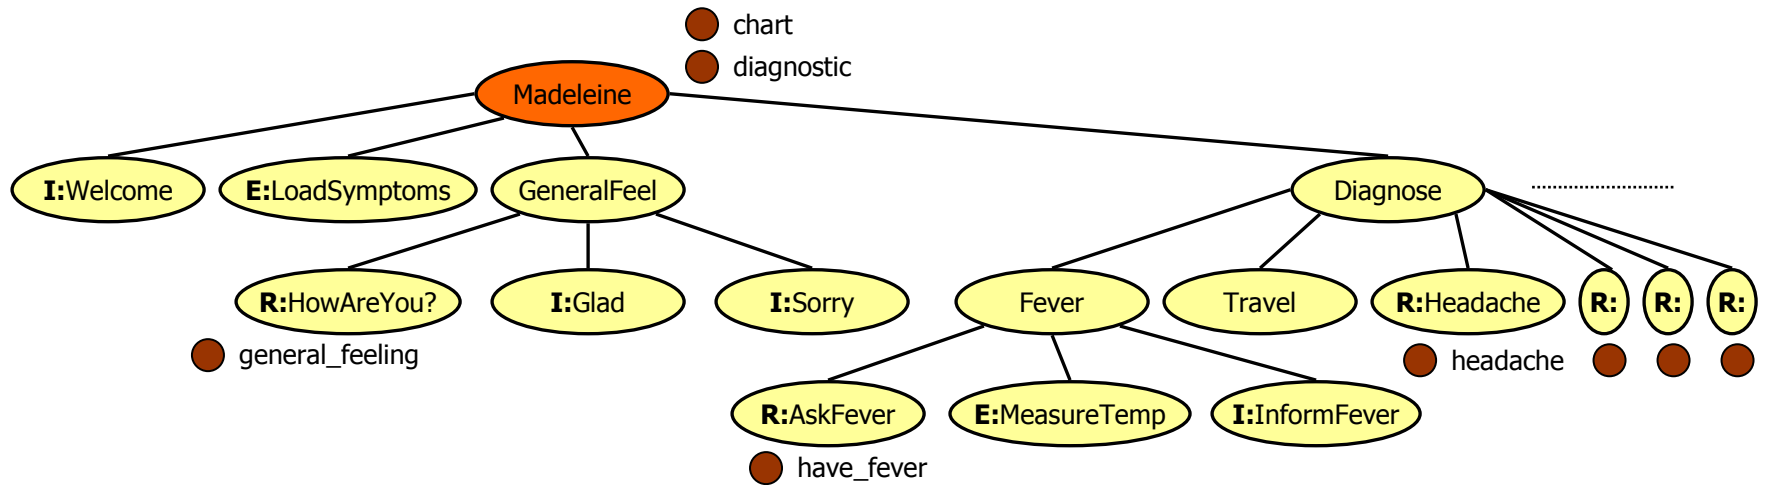 chart
diagnostic
Madeleine
I:Welcome
E:LoadSymptoms
GeneralFeel
Diagnose
R:HowAreYou?
I:Glad
I:Sorry
Fever
Travel
R:Headache
R:
R:
R:
general_feeling
headache
R:AskFever
E:MeasureTemp
I:InformFever
have_fever